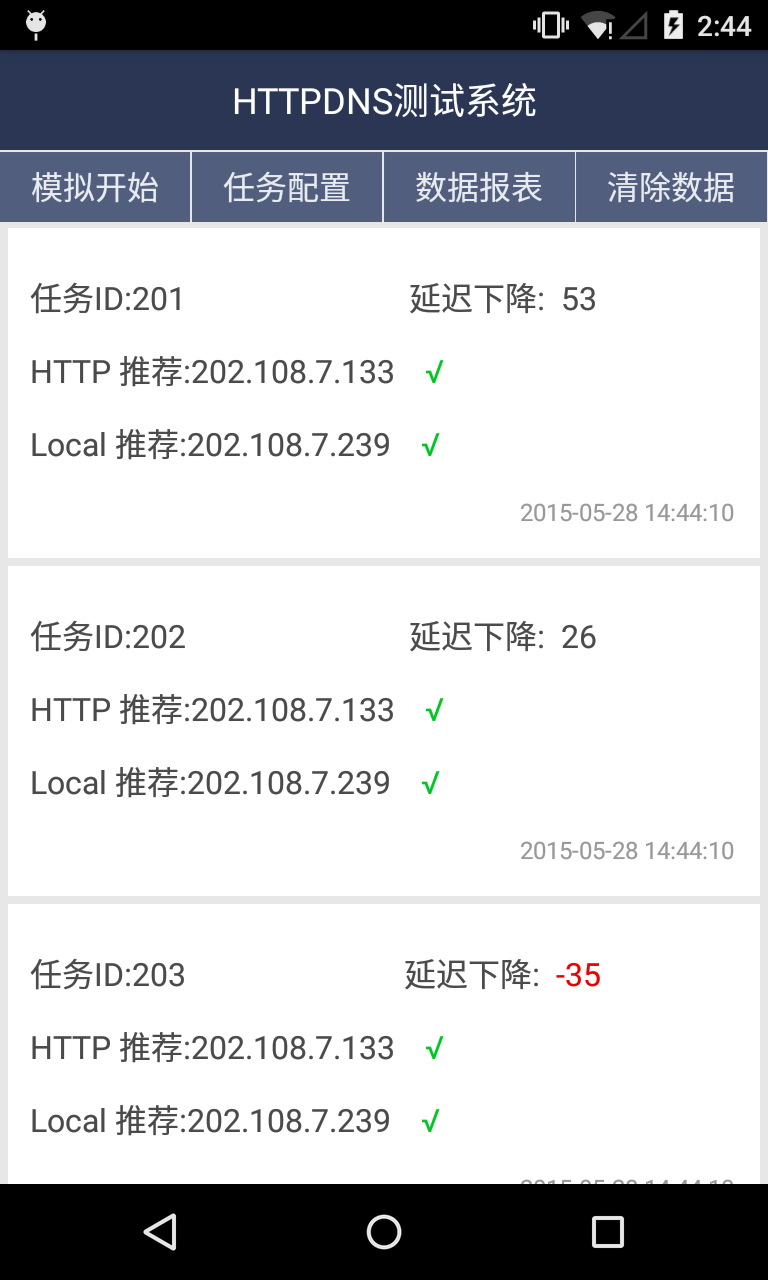 2:44
HTTPDNS测试系统
模拟开始 任务配置 数据报表 清除数据
任务ID:201 延迟下降: 53
HTTP 推荐:202.108.7.133 √
Local 推荐:202.108.7.239 √
2015-05-28 14:44:10
任务ID:202 延迟下降: 26
HTTP 推荐:202.108.7.133 √
Local 推荐:202.108.7.239 √
2015-05-28 14:44:10
任务ID:203 延迟下降: -35
HTTP 推荐:202.108.7.133 √
Local 推荐:202.108.7.239 √